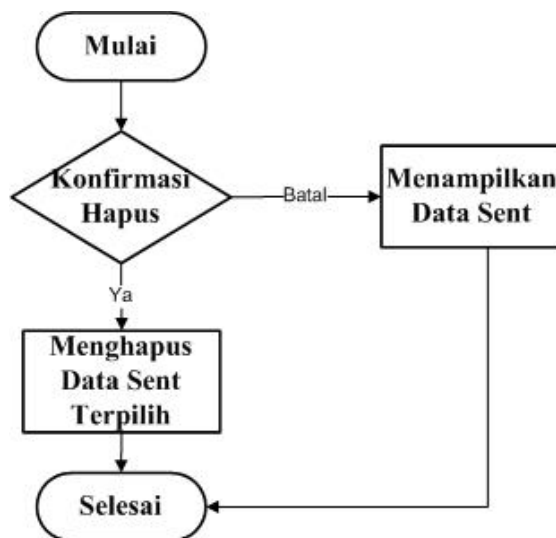 Mulai
Konfirmasi
Hapus
Batal
Menampilkan
Data Sent
Ya
Menghapus
Data Sent
Terpilih
Selesai